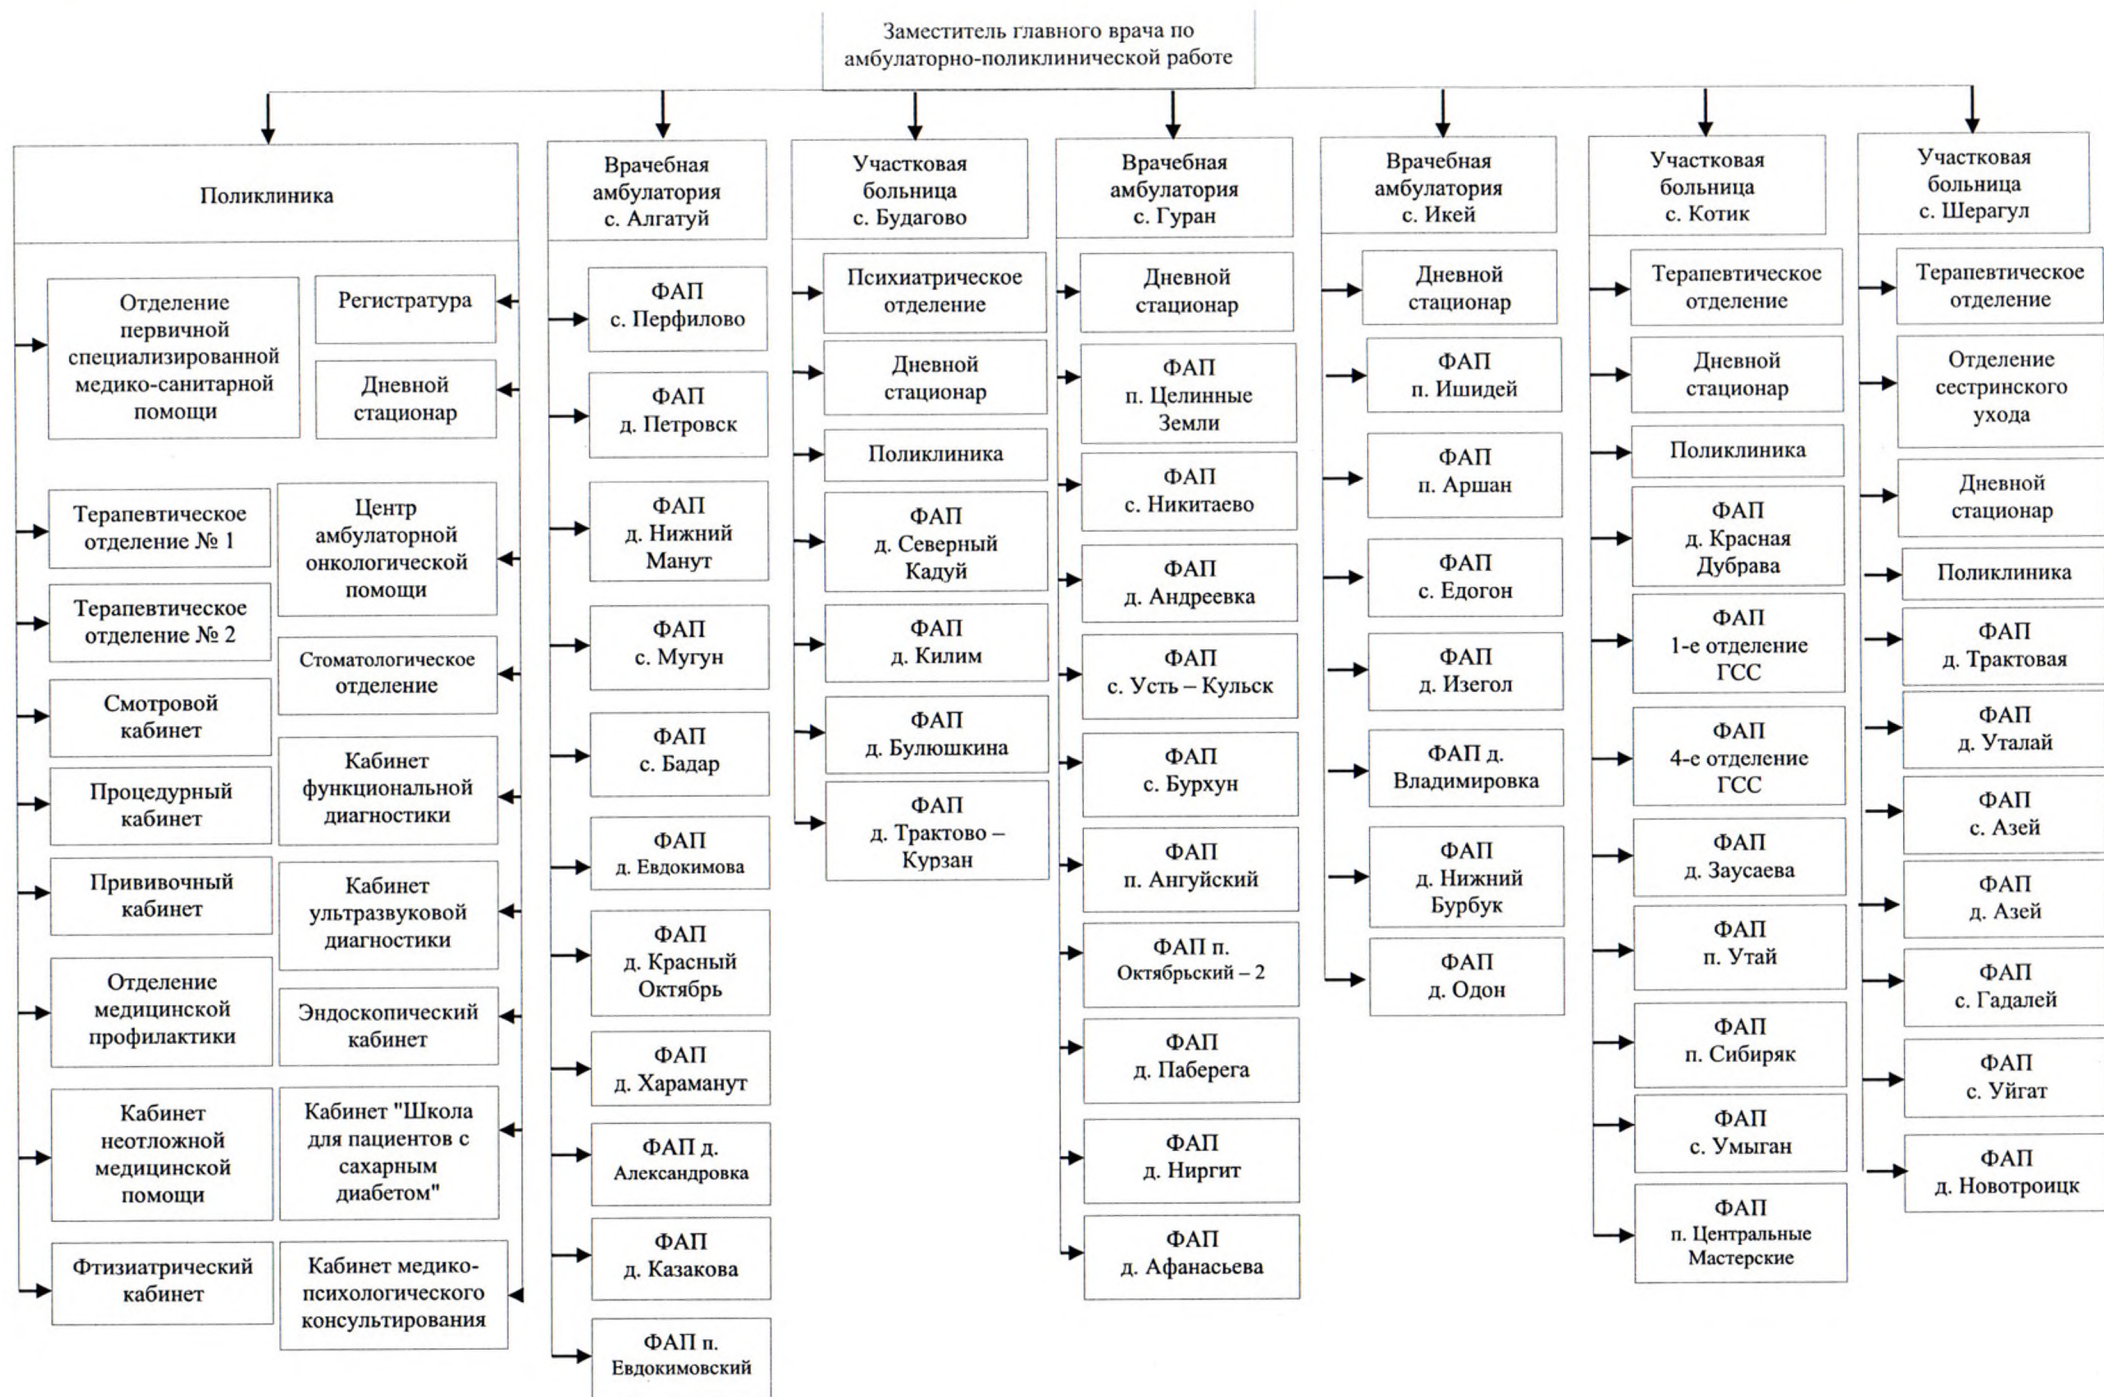 Заместитель главного врача по
амбулаторно-поликлинической работе
Поликлиника
Отделение
первичной
специализированной
медико-санитарной
помощи
Регистратура
Дневной
стационар
Терапевтическое
отделение № 1
Центр
амбулаторной
онкологической
помощи
Терапевтическое
отделение № 2
Стоматологическое
отделение
Смотровой
кабинет
Кабинет
функциональной
диагностики
Процедурный
кабинет
Прививочный
кабинет
Кабинет
ультразвуковой
диагностики
Отделение
медицинской
профилактики
Эндоскопический
кабинет
Кабинет
неотложной
медицинской
помощи
Кабинет "Школа
для пациентов с
сахарным
диабетом"
Фтизиатрический
кабинет
Кабинет медико-
психологического
консультирования
Врачебная
амбулатория
с. Алгатуй
ФАП
с. Перфилово
ФАП
д. Петровск
ФАП
д. Нижний
Манут
ФАП
с. Мугун
ФАП
с. Бадар
ФАП
д. Евдокимова
ФАП
д. Красный
Октябрь
ФАП
д. Хараманут
ФАП д.
Александровка
ФАП
д. Казакова
ФАП п.
Евдокимовский
Участковая
больница
с. Будагово
Психиатрическое
отделение
Дневной
стационар
Поликлиника
ФАП
д. Северный
Кадуй
ФАП
д. Килим
ФАП
д. Булюшкина
ФАП
д. Трактово –
Курзан
Врачебная
амбулатория
с. Гуран
Дневной
стационар
ФАП
п. Целинные
Земли
ФАП
с. Никитаево
ФАП
д. Андреевка
ФАП
с. Усть – Кульск
ФАП
с. Бурхун
ФАП
п. Ангуйский
ФАП п.
Октябрьский – 2
ФАП
д. Паберега
ФАП
д. Ниргит
ФАП
д. Афанасьева
Врачебная
амбулатория
с. Икей
Дневной
стационар
ФАП
п. Ишидей
ФАП
п. Аршан
ФАП
с. Едогон
ФАП
д. Изегол
ФАП д.
Владимировка
ФАП
д. Нижний
Бурбук
ФАП
д. Одон
Участковая
больница
с. Котик
Терапевтическое
отделение
Дневной
стационар
Поликлиника
ФАП
д. Красная
Дубрава
ФАП
1-е отделение
ГСС
ФАП
4-е отделение
ГСС
ФАП
д. Заусаева
ФАП
п. Утай
ФАП
п. Сибиряк
ФАП
с. Умыган
ФАП
п. Центральные
Мастерские
Участковая
больница
с. Шерагул
Терапевтическое
отделение
Отделение
сестринского
ухода
Дневной
стационар
Поликлиника
ФАП
д. Трактовая
ФАП
д. Уталай
ФАП
с. Азей
ФАП
д. Азей
ФАП
с. Гадалей
ФАП
с. Уйгат
ФАП
д. Новотроицк